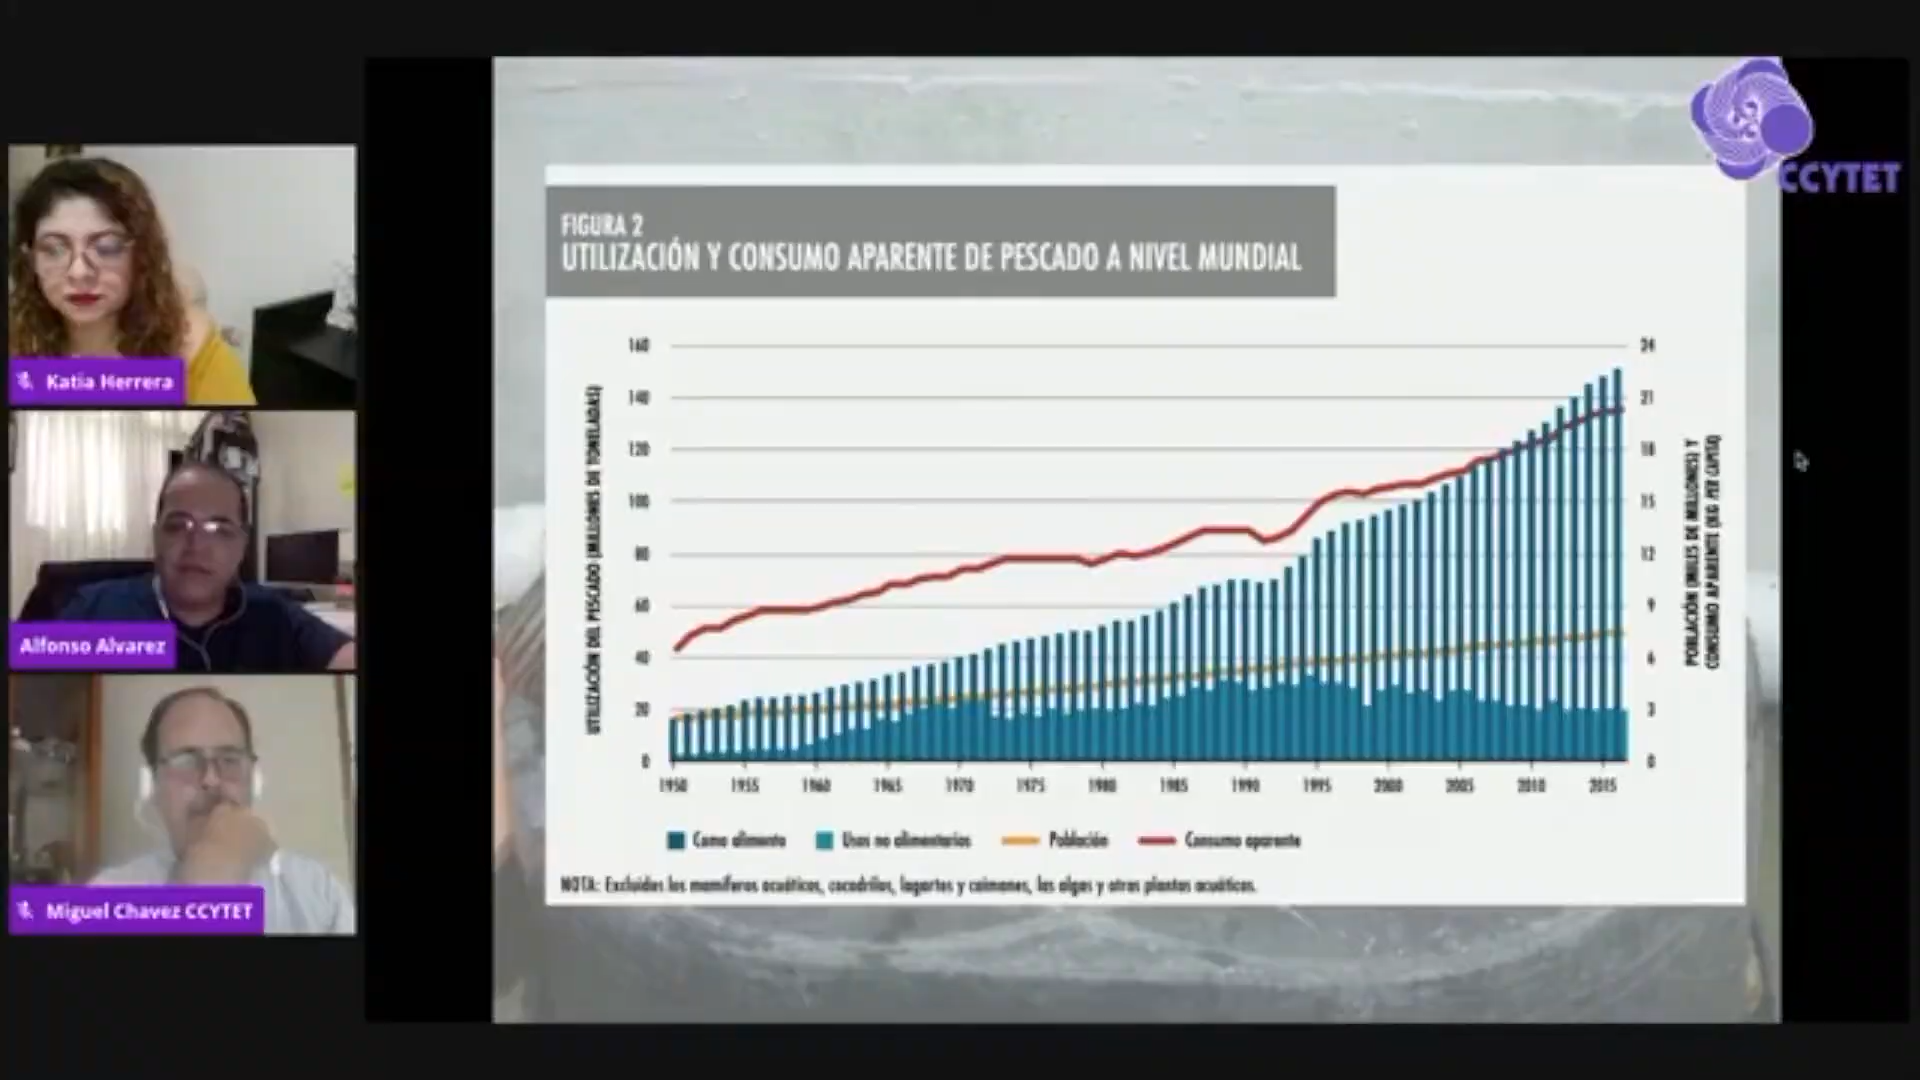 CCYTET
Katia Herrera
Alfonso Alvarez
Miguel Chavez CCYTET
FIGURA 2
UTILIZACIÓN Y CONSUMO APARENTE DE PESCADO A NIVEL MUNDIAL
UTILIZACIÓN DEL PESCADO (MILLONES DE TONELADAS)
160
140
120
100
80
60
40
20
0
24
21
18
15
12
9
6
3
0
POBLACIÓN (MILES DE MILLONES) Y
CONSUMO APARENTE (KG PER CAPITA)
1950 1955 1960 1965 1970 1975 1980 1985 1990 1995 2000 2005 2010 2015
Como alimento Usos no alimentarios Población Consumo aparente
NOTA: Excluidos los mamíferos acuáticos, cocodrilos, lagartos y caimanes, las algas y otras plantas acuáticas.